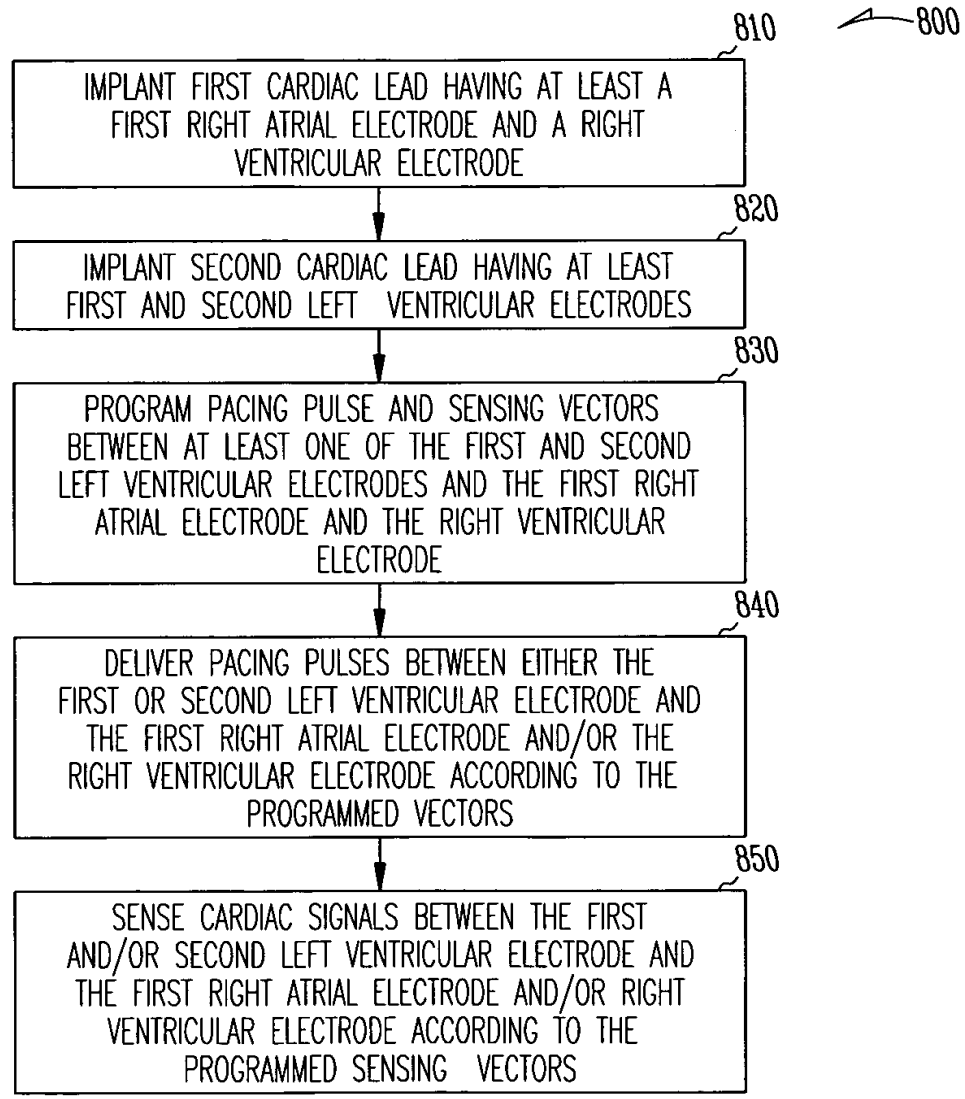 800
810
IMPLANT FIRST CARDIAC LEAD HAVING AT LEAST A
FIRST RIGHT ATRIAL ELECTRODE AND A RIGHT
VENTRICULAR ELECTRODE
820
IMPLANT SECOND CARDIAC LEAD HAVING AT LEAST
FIRST AND SECOND LEFT VENTRICULAR ELECTRODES
830
PROGRAM PACING PULSE AND SENSING VECTORS
BETWEEN AT LEAST ONE OF THE FIRST AND SECOND
LEFT VENTRICULAR ELECTRODES AND THE FIRST RIGHT
ATRIAL ELECTRODE AND THE RIGHT VENTRICULAR
ELECTRODE
840
DELIVER PACING PULSES BETWEEN EITHER THE
FIRST OR SECOND LEFT VENTRICULAR ELECTRODE AND
THE FIRST RIGHT ATRIAL ELECTRODE AND/OR THE
RIGHT VENTRICULAR ELECTRODE ACCORDING TO THE
PROGRAMMED VECTORS
850
SENSE CARDIAC SIGNALS BETWEEN THE FIRST
AND/OR SECOND LEFT VENTRICULAR ELECTRODE AND
THE FIRST RIGHT ATRIAL ELECTRODE AND/OR RIGHT
VENTRICULAR ELECTRODE ACCORDING TO THE
PROGRAMMED SENSING VECTORS